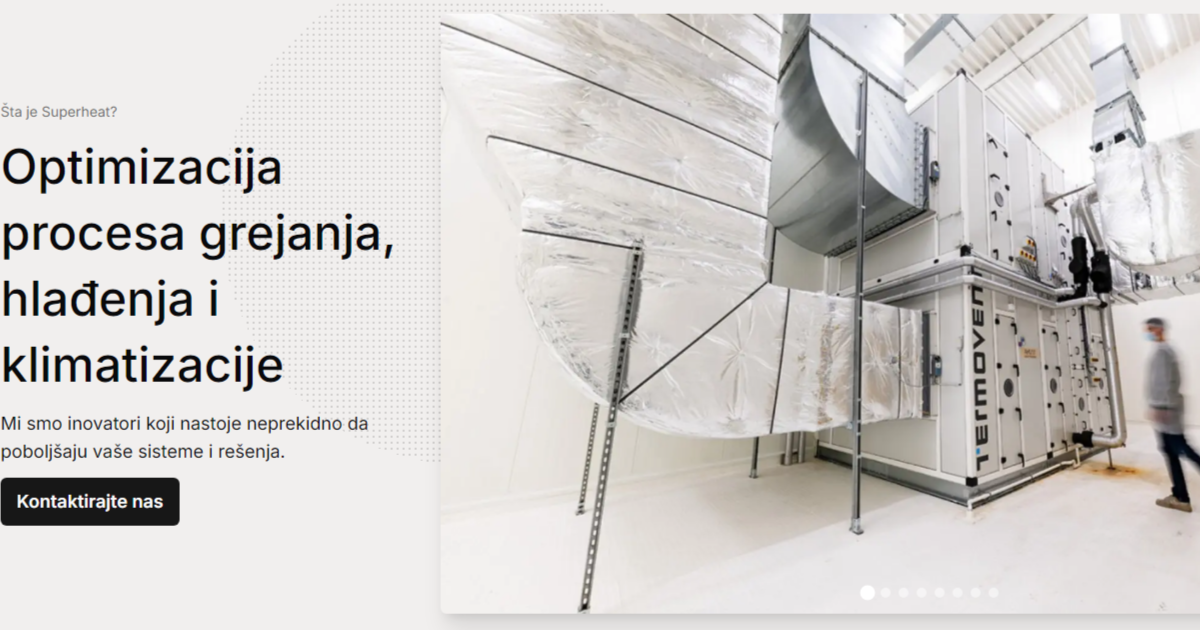 Šta je Superheat?
Optimizacija
procesa grejanja,
hlađenja i
klimatizacije
Mi smo inovatori koji nastoje neprekidno da
poboljšaju vaše sisteme i rešenja.
Kontaktirajte nas
TERMOVENT